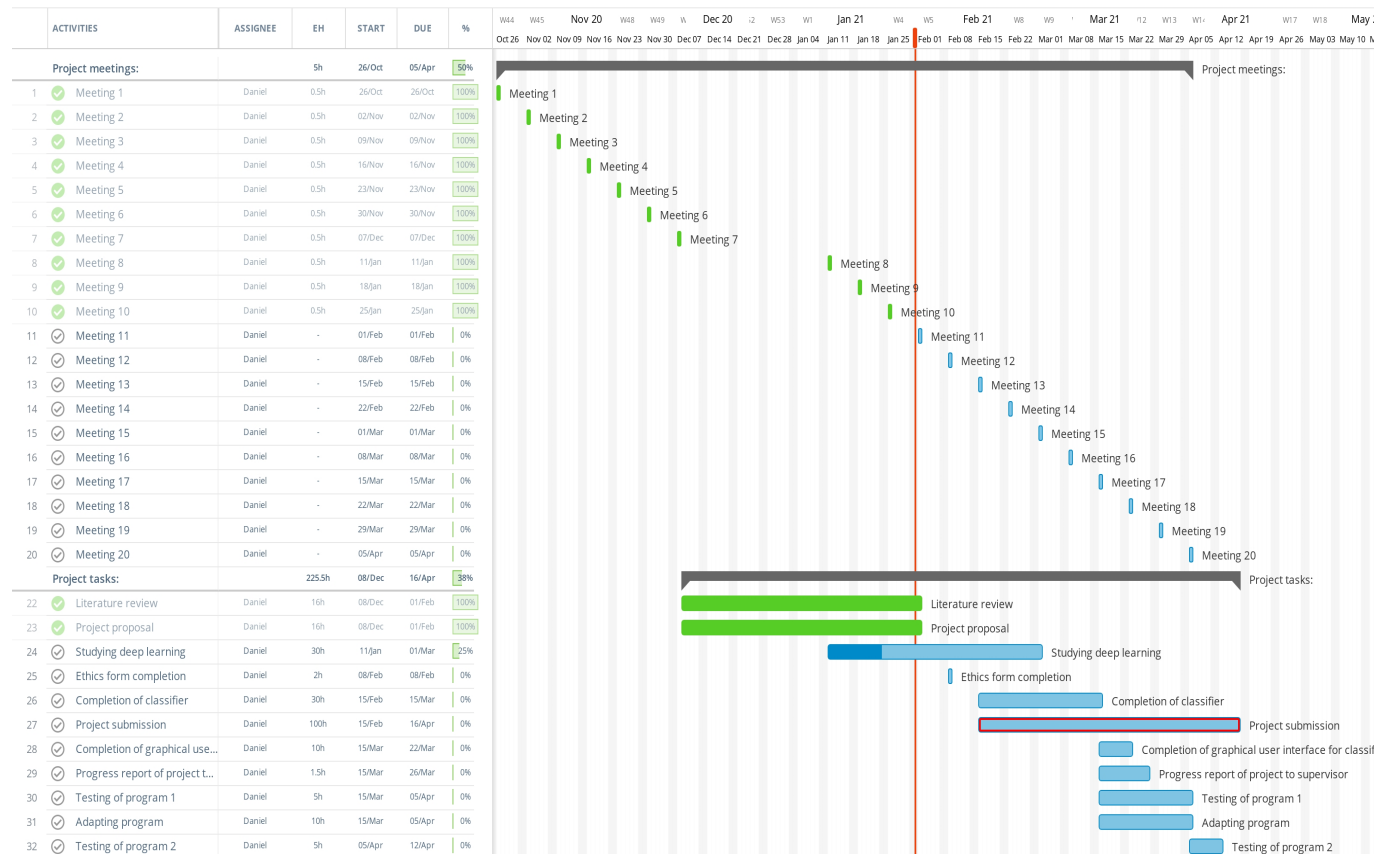 W44 W45 Nov 20 W48 W49 Dec 20 W53 W1 Jan 21 W4 W5 Feb 21 W8 W9 Mar 21 W13 Apr 21 W17 W18 May
ACTIVITIES ASSIGNEE EH START DUE %
Oct 26 Nov 02 Nov 09 Nov 16 Nov 23 Nov 30 Dec 07 Dec 14 Dec 21 Dec 28 Jan 04 Jan 11 Jan 18 Jan 25 Feb 01 Feb 08 Feb 15 Feb 22 Mar 01 Mar 08 Mar 15 Mar 22 Mar 29 Apr 05 Apr 12 Apr 19 Apr 26 May 03 May 10
Project meetings: 5h 26/Oct 05/Apr 50% Project meetings:
1 Meeting 1 Daniel 0.5h 26/Oct 26/Oct 100% Meeting 1
2 Meeting 2 Daniel 0.5h 02/Nov 02/Nov 100% Meeting 2
3 Meeting 3 Daniel 0.5h 09/Nov 09/Nov 100% Meeting 3
4 Meeting 4 Daniel 0.5h 16/Nov 16/Nov 100% Meeting 4
5 Meeting 5 Daniel 0.5h 23/Nov 23/Nov 100% Meeting 5
6 Meeting 6 Daniel 0.5h 30/Nov 30/Nov 100% Meeting 6
7 Meeting 7 Daniel 0.5h 07/Dec 07/Dec 100% Meeting 7
8 Meeting 8 Daniel 0.5h 11/Jan 11/Jan 100% Meeting 8
9 Meeting 9 Daniel 0.5h 18/Jan 18/Jan 100% Meeting 9
10 Meeting 10 Daniel 0.5h 25/Jan 25/Jan 100% Meeting 10
11 Meeting 11 Daniel - 01/Feb 01/Feb 0% Meeting 11
12 Meeting 12 Daniel - 08/Feb 08/Feb 0% Meeting 12
13 Meeting 13 Daniel - 15/Feb 15/Feb 0% Meeting 13
14 Meeting 14 Daniel - 22/Feb 22/Feb 0% Meeting 14
15 Meeting 15 Daniel - 01/Mar 01/Mar 0% Meeting 15
16 Meeting 16 Daniel - 08/Mar 08/Mar 0% Meeting 16
17 Meeting 17 Daniel - 15/Mar 15/Mar 0% Meeting 17
18 Meeting 18 Daniel - 22/Mar 22/Mar 0% Meeting 18
19 Meeting 19 Daniel - 29/Mar 29/Mar 0% Meeting 19
20 Meeting 20 Daniel - 05/Apr 05/Apr 0% Meeting 20
Project tasks: 225.5h 08/Dec 16/Apr 38% Project tasks:
22 Literature review Daniel 16h 08/Dec 01/Feb 100% Literature review
23 Project proposal Daniel 16h 08/Dec 01/Feb 100% Project proposal
24 Studying deep learning Daniel 30h 11/Jan 01/Mar 25% Studying deep learning
25 Ethics form completion Daniel 2h 08/Feb 08/Feb 0% Ethics form completion
26 Completion of classifier Daniel 30h 15/Feb 15/Mar 0% Completion of classifier
27 Project submission Daniel 100h 15/Feb 16/Apr 0% Project submission
28 Completion of graphical use... Daniel 10h 15/Mar 22/Mar 0% Completion of graphical user interface for classif
29 Progress report of project t... Daniel 1.5h 15/Mar 26/Mar 0% Progress report of project to supervisor
30 Testing of program 1 Daniel 5h 15/Mar 05/Apr 0% Testing of program 1
31 Adapting program Daniel 10h 15/Mar 05/Apr 0% Adapting program
32 Testing of program 2 Daniel 5h 05/Apr 12/Apr 0% Testing of program 2